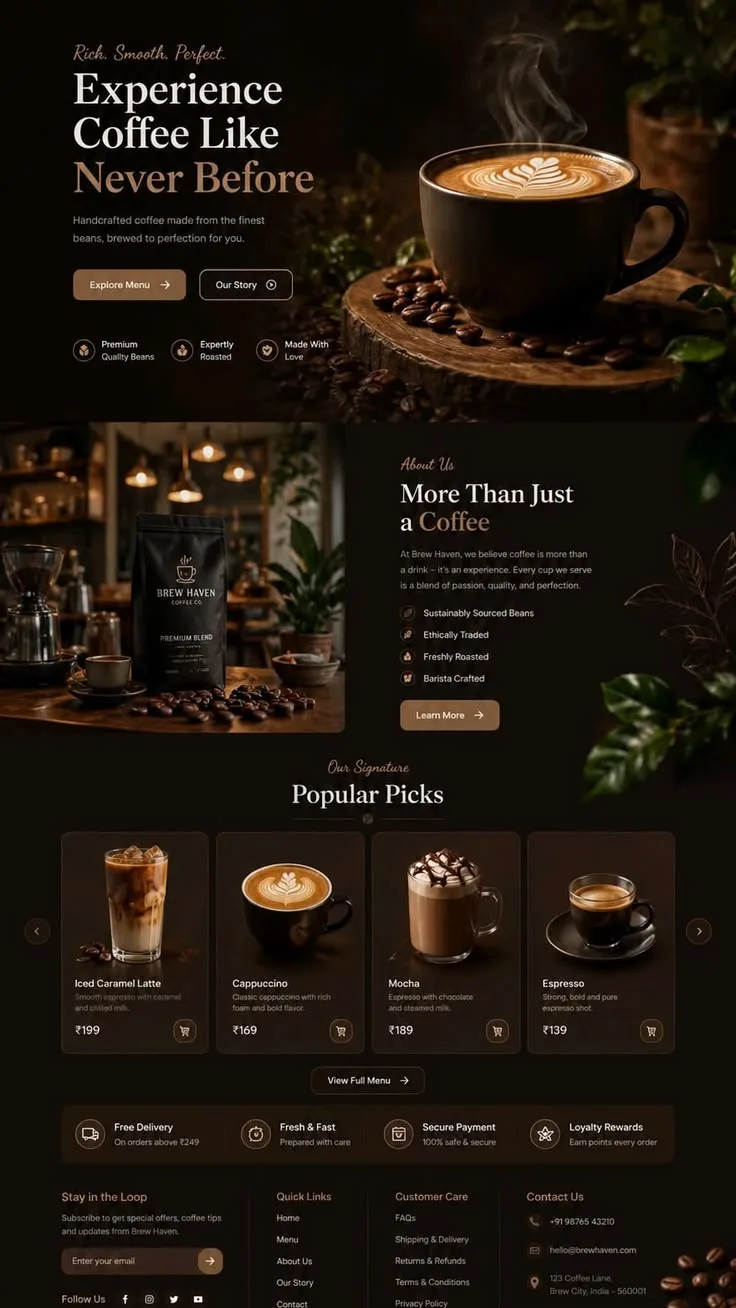 Rich. Smooth. Perfect.
Experience
Coffee Like
Never Before
Handcrafted coffee made from the finest
beans, brewed to perfection for you.
Explore Menu
Our Story
Premium
Quality Beans
Expertly
Roasted
Made With
Love
BREW HAVEN
COFFEE CO.
PREMIUM BLEND
About Us
More Than Just
a Coffee
At Brew Haven, we believe coffee is more than
a drink – it's an experience. Every cup we serve
is a blend of passion, quality, and perfection.
Sustainably Sourced Beans
Ethically Traded
Freshly Roasted
Barista Crafted
Learn More
Our Signature
Popular Picks
Iced Caramel Latte
Smooth espresso with caramel
and chilled milk.
₹199
Cappuccino
Classic cappuccino with rich
foam and bold flavor.
₹169
Mocha
Espresso with chocolate
and steamed milk.
₹189
Espresso
Strong, bold and pure
espresso shot.
₹139
View Full Menu
Free Delivery
On orders above ₹249
Fresh & Fast
Prepared with care
Secure Payment
100% safe & secure
Loyalty Rewards
Earn points every order
Stay in the Loop
Subscribe to get special offers, coffee tips
and updates from Brew Haven.
Enter your email
Follow Us
Quick Links
Home
Menu
About Us
Our Story
Contact
Customer Care
FAQs
Shipping & Delivery
Returns & Refunds
Terms & Conditions
Privacy Policy
Contact Us
+91 98765 43210
hello@brewhaven.com
123 Coffee Lane,
Brew City, India – 560001